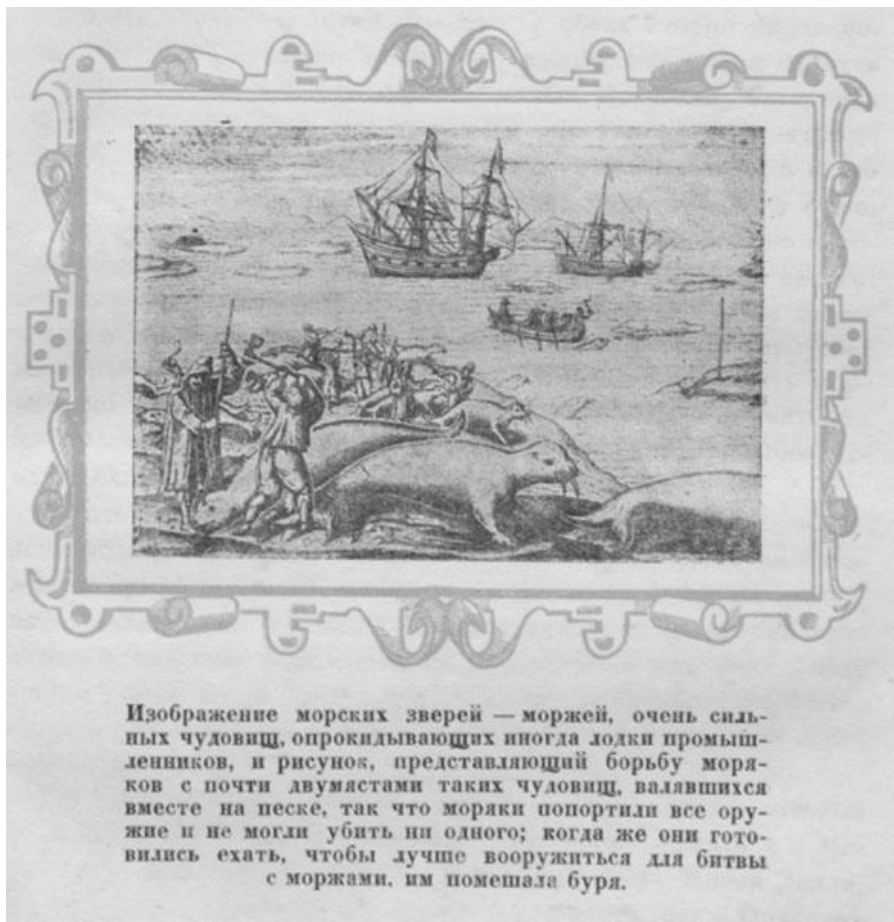 Изображение морских зверей — моржей, очень силь-
ных чудовищ, опрокидывающих иногда лодки промыш-
ленников, и рисунок, представляющий борьбу моря-
ков с почти двумястами таких чудовищ, валявшихся
вместе на песке, так что моряки попортили все ору-
жие и не могли убить ни одного; когда же они гото-
вились ехать, чтобы лучше вооружиться для битвы
с моржами, им помешала буря.